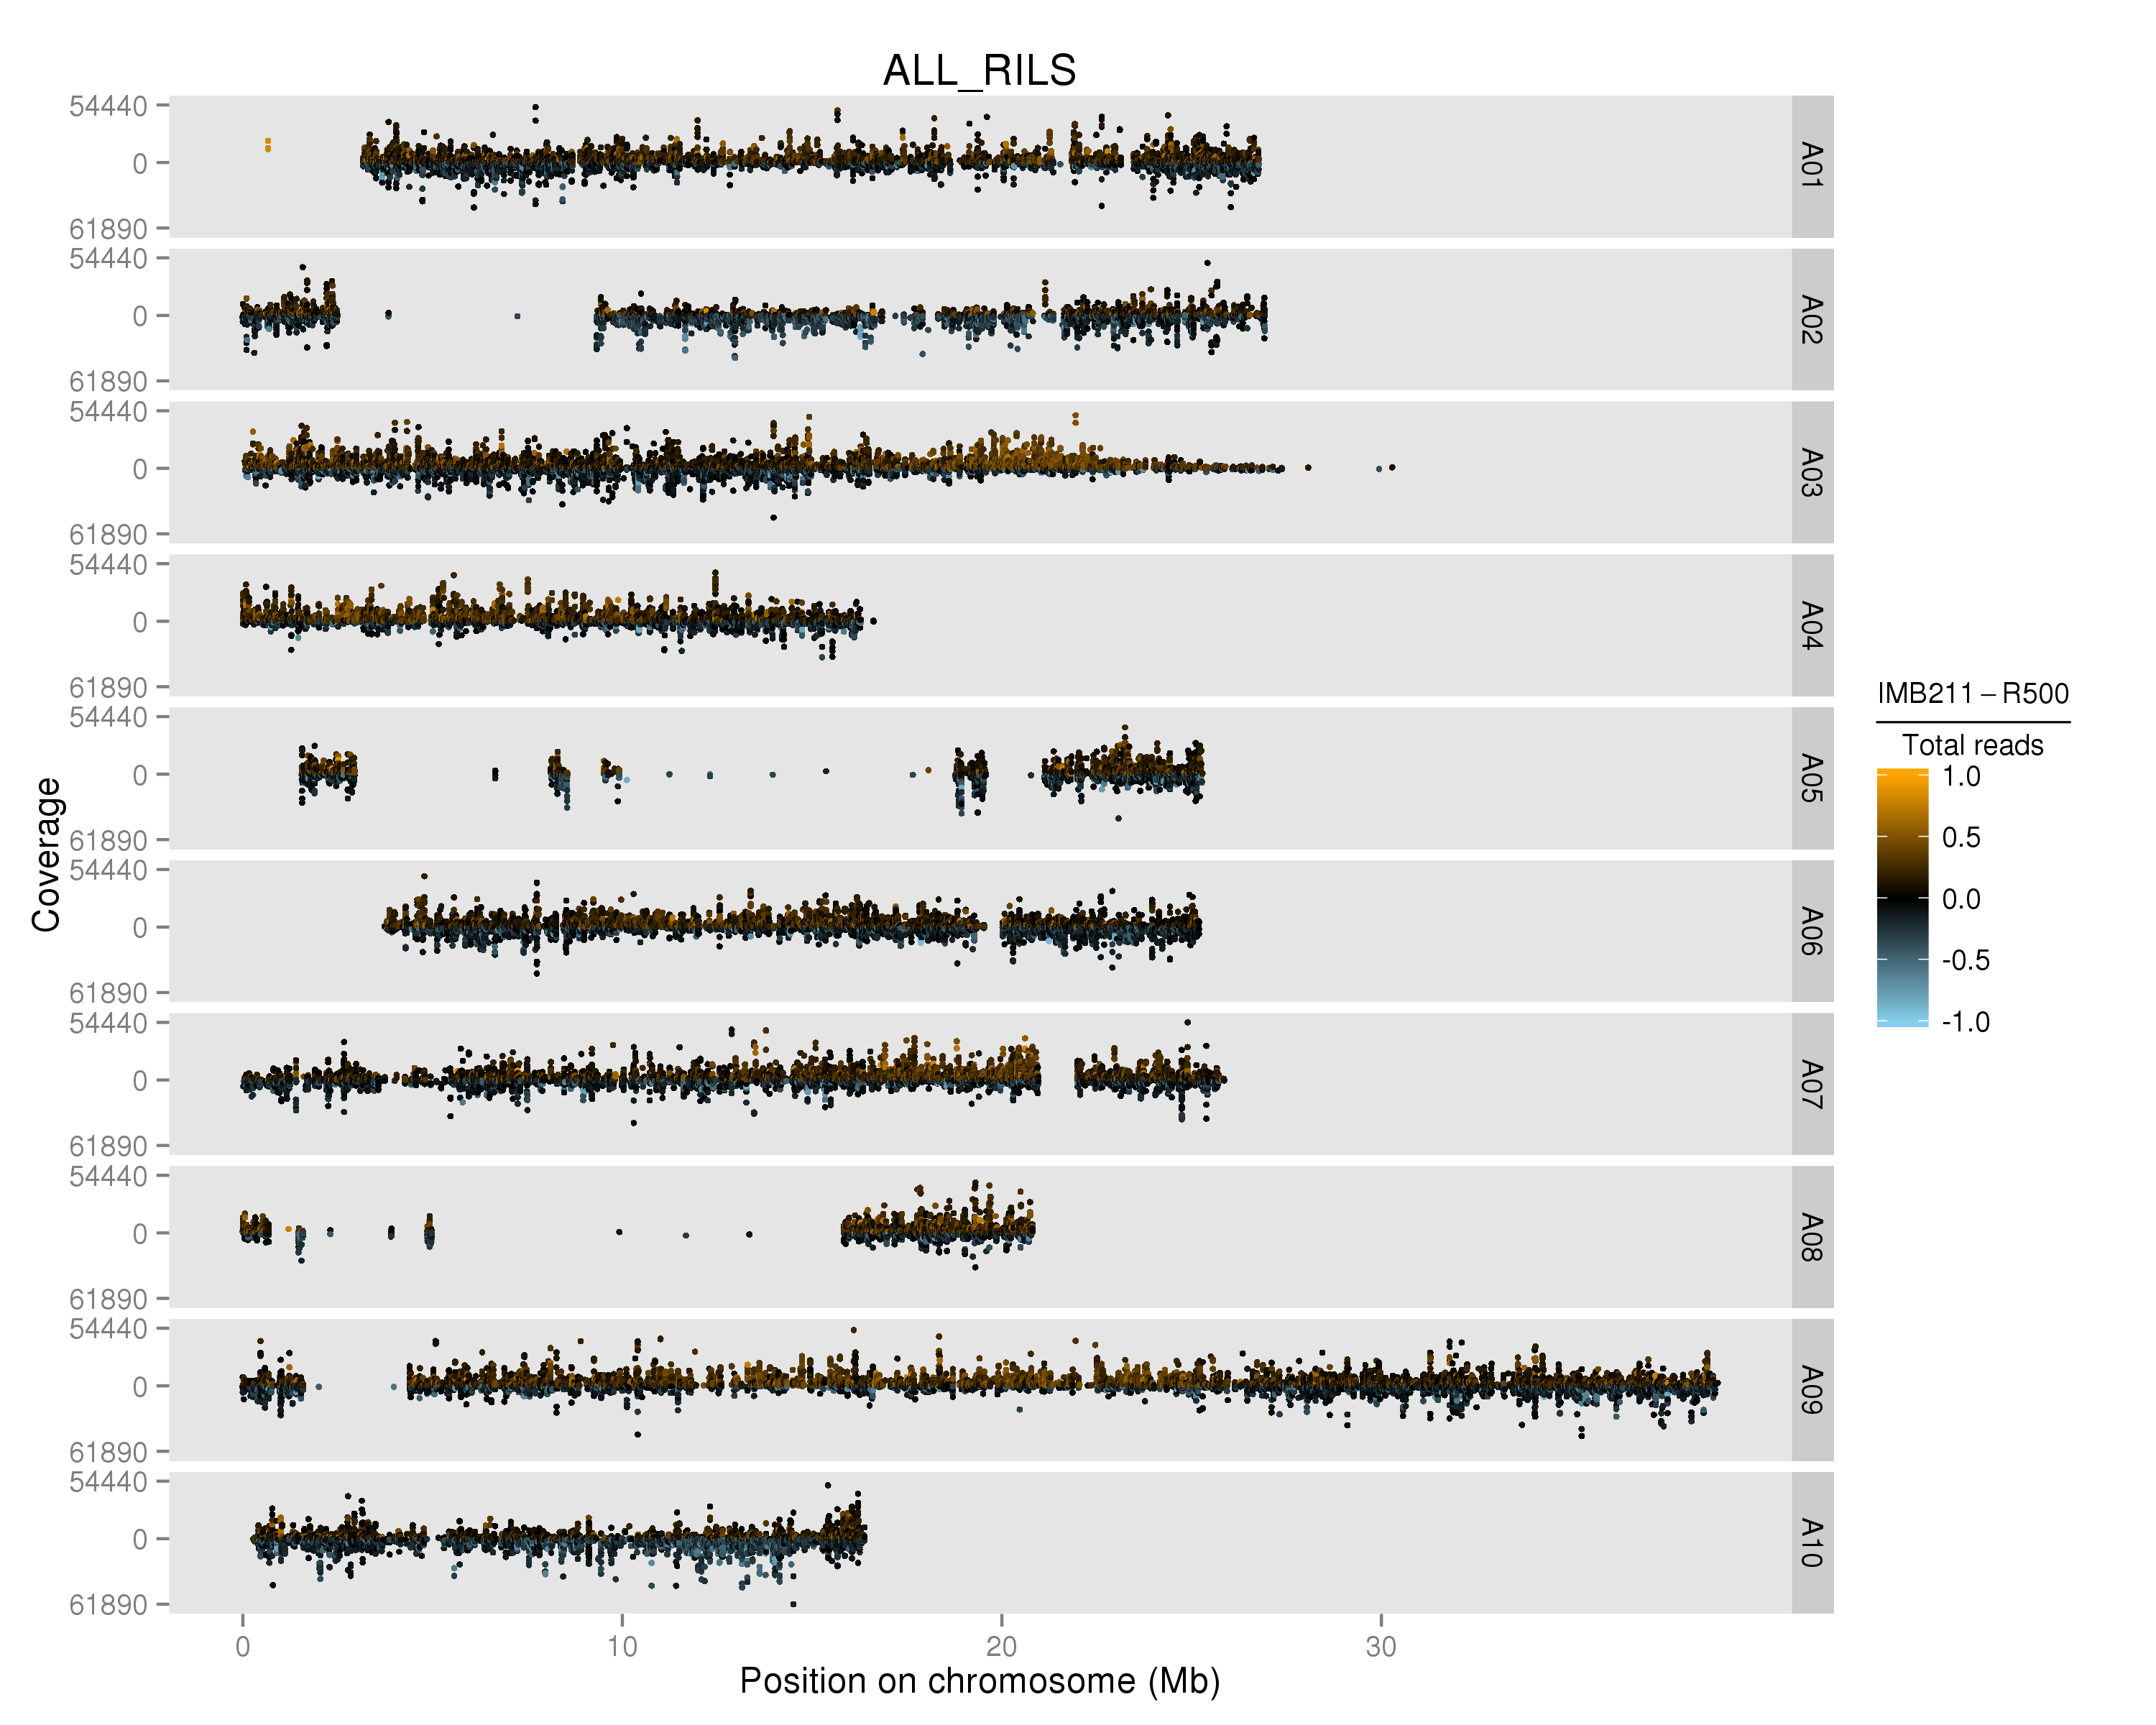 ALL_RILS
54440
0
61890
A01
54440
0
61890
A02
54440
0
61890
A03
54440
0
61890
A04
54440
0
61890
A05
54440
0
61890
A06
54440
0
61890
A07
54440
0
61890
A08
54440
0
61890
A09
54440
0
61890
A10
Coverage
0 10 20 30
Position on chromosome (Mb)
IMB211 – R500
Total reads
1.0
0.5
0.0
-0.5
-1.0